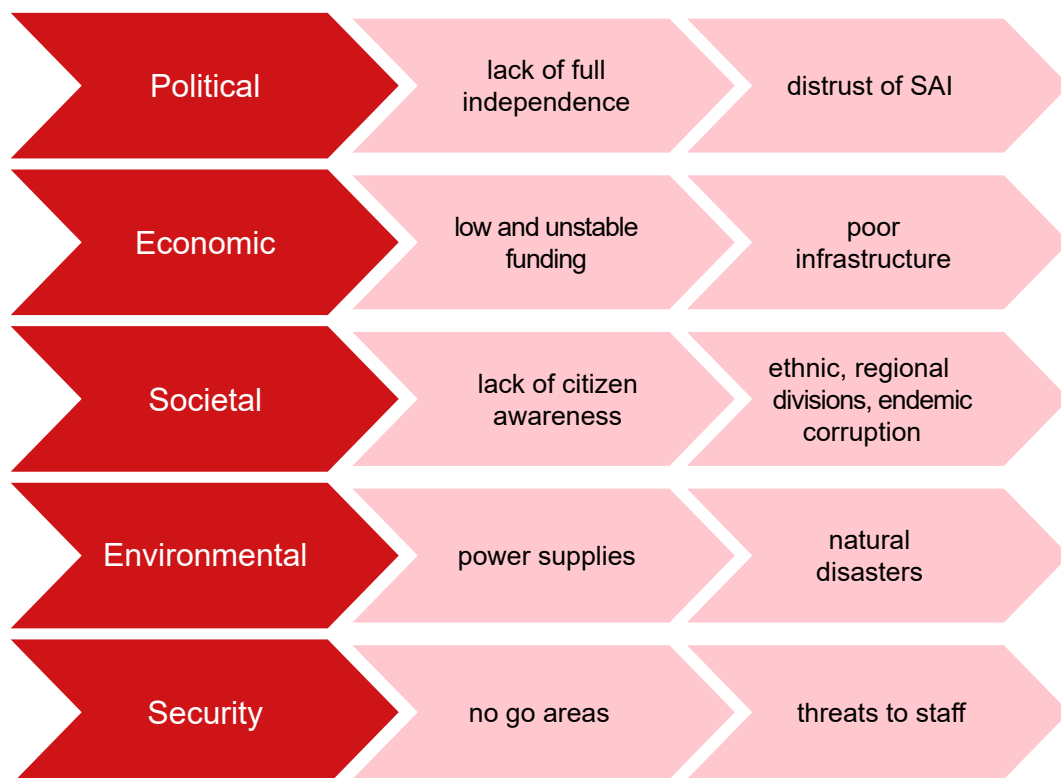 Political
lack of full
independence
distrust of SAI
Economic
low and unstable
funding
poor
infrastructure
Societal
lack of citizen
awareness
ethnic, regional
divisions, endemic
corruption
Environmental
power supplies
natural
disasters
Security
no go areas
threats to staff